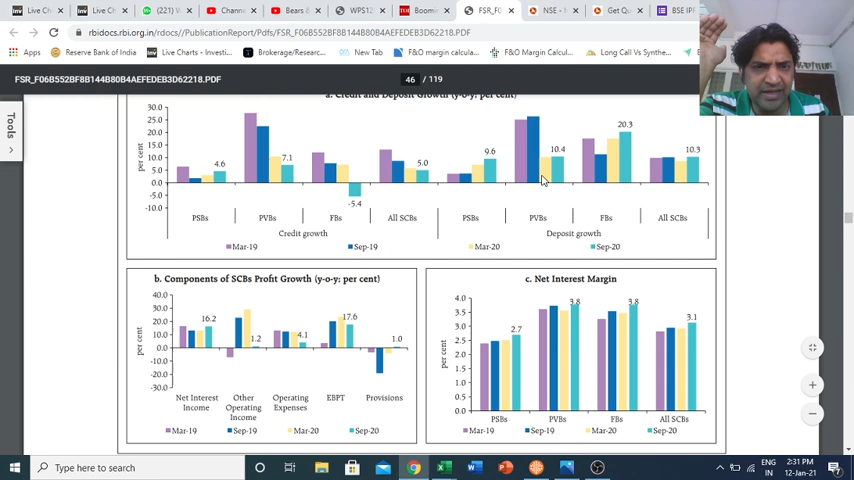 Live Ch
Live Ch
(221) W
Channe
Bears &
WPS12
Boomi
FSR_F0
NSE -
Get Qu
BSE IPF
rbidocs.rbi.org.in/rdocs//PublicationReport/Pdfs/FSR_F06B552BF8B144B80B4AEFEDEB3D62218.PDF
Apps
Reserve Bank of India
Live Charts - Investi...
Brokerage/Researc...
New Tab
F&O margin calcula...
F&O Margin Calcul...
Long Call Vs Synthe...
FSR_F06B552BF8B144B80B4AEFEDEB3D62218.PDF
46 / 119
Tools
a. Credit and Deposit Growth (y-o-y; per cent)
per cent
30.0
25.0
20.0
15.0
10.0
5.0
0.0
-5.0
-10.0
4.6
7.1
-5.4
5.0
9.6
10.4
20.3
10.3
PSBs
PVBs
FBs
All SCBs
PSBs
PVBs
FBs
All SCBs
Credit growth
Deposit growth
Mar-19
Sep-19
Mar-20
Sep-20
b. Components of SCBs Profit Growth (y-o-y; per cent)
per cent
40.0
30.0
20.0
10.0
0.0
-10.0
-20.0
-30.0
16.2
1.2
4.1
17.6
1.0
Net Interest
Income
Other
Operating
Income
Operating
Expenses
EBPT
Provisions
Mar-19
Sep-19
Mar-20
Sep-20
c. Net Interest Margin
per cent
4.0
3.5
3.0
2.5
2.0
1.5
1.0
0.5
0.0
2.7
3.8
3.8
3.1
PSBs
PVBs
FBs
All SCBs
Mar-19
Sep-19
Mar-20
Sep-20
Type here to search
ENG
IN
2:31 PM
12-Jan-21